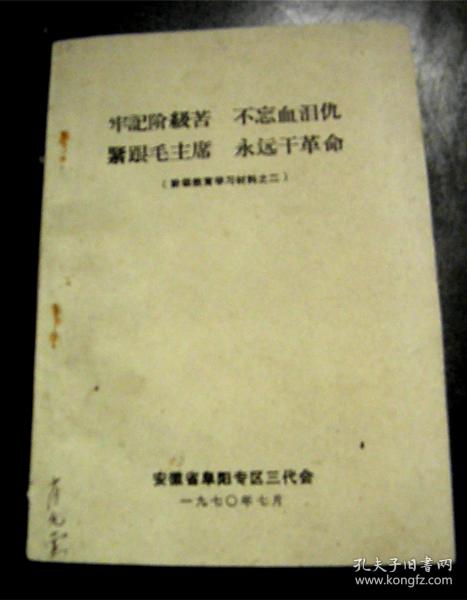 牢記阶級苦 不忘血泪仇
緊跟毛主席 永远干革命
（阶級教育学习材料之二）
安徽省阜阳专区三代会
一九七〇年七月
孔夫子旧书网
www.kongfz.com